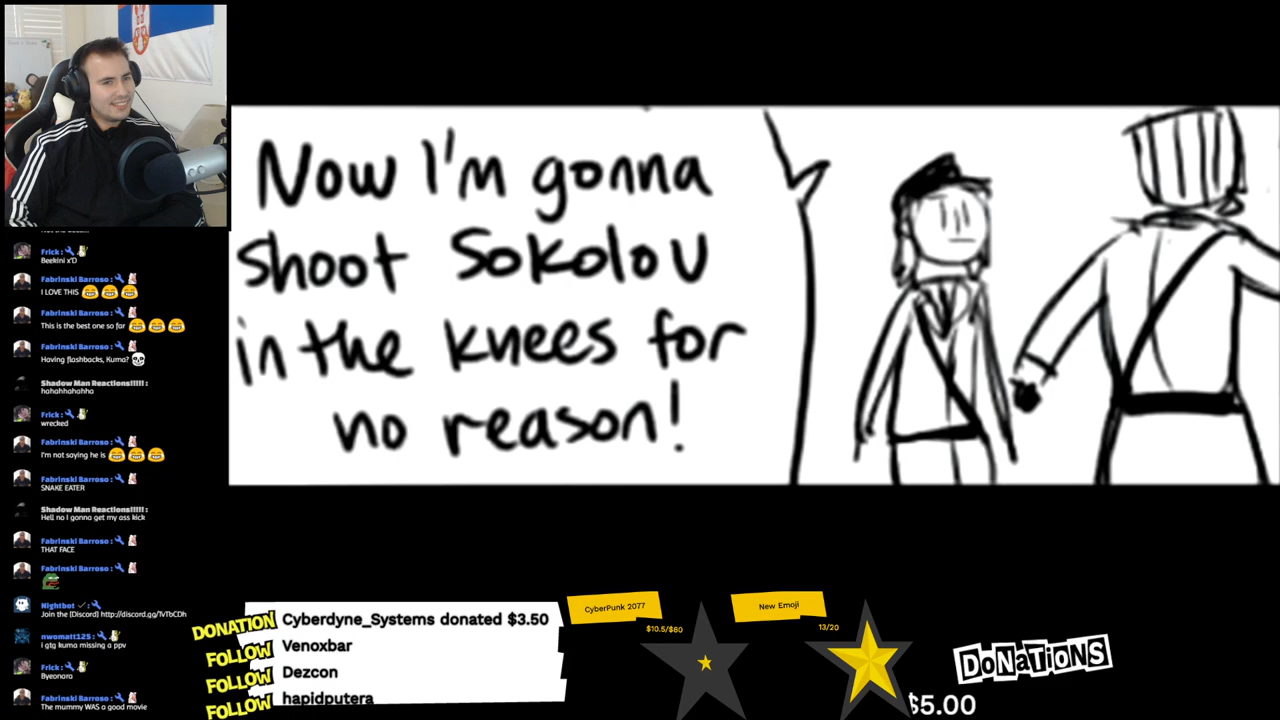 Frick :
Beekini x'D
Fabrinski Barroso :
I LOVE THIS
Fabrinski Barroso :
This is the best one so far
Fabrinski Barroso :
Having flashbacks, Kuma?
Shadow Man Reactions!!!!! :
hahahhahahha
Frick :
wrecked
Fabrinski Barroso :
I'm not saying he is
Fabrinski Barroso :
SNAKE EATER
Shadow Man Reactions!!!!! :
Hell no I gonna get my ass kick
Fabrinski Barroso :
THAT FACE
Fabrinski Barroso :
Nightbot :
Join the [Discord] http://discord.gg/1VTbCDh
nwomatt125 :
i gtg kuma missing a ppv
Frick :
Byeonara
Fabrinski Barroso :
The mummy WAS a good movie
Now I'm gonna
shoot Sokolov
in the knees for
no reason!
DONATION Cyberdyne_Systems donated $3.50
FOLLOW Venoxbar
FOLLOW Dezcon
FOLLOW hapidputera
CyberPunk 2077
$10.5/$80
New Emoji
13/20
DONATIONS
$5.00